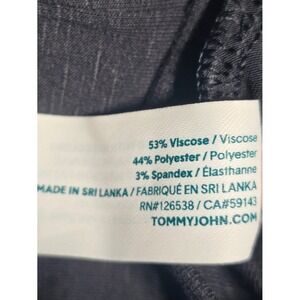 53% Viscose / Viscose
44% Polyester / Polyester
3% Spandex / Élasthanne
MADE IN SRI LANKA / FABRIQUÉ EN SRI LANKA
RN#126538 / CA#59143
TOMMYJOHN.COM